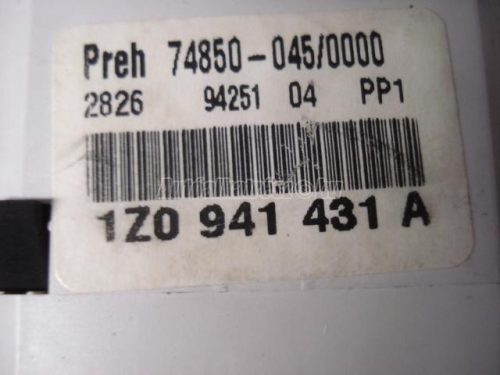 Preh 74850-045/0000
2826 94251 04 PP1
1Z0 941 431 A